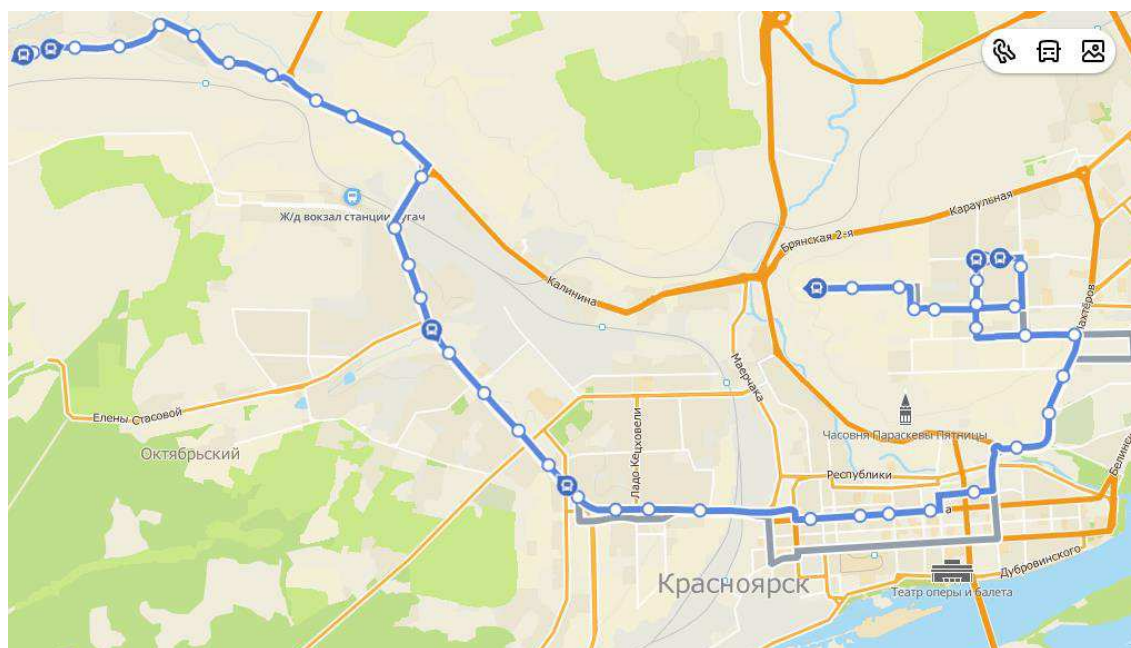 Караульная
Брянская 2-я
Ж/д вокзал станции
Калинина
Маерчака
Елены Стасовой
Октябрьский
Ладо-Кецховели
Часовня Параскевы Пятницы
Республики
а
Дубровинского
Красноярск
Театр оперы и балета